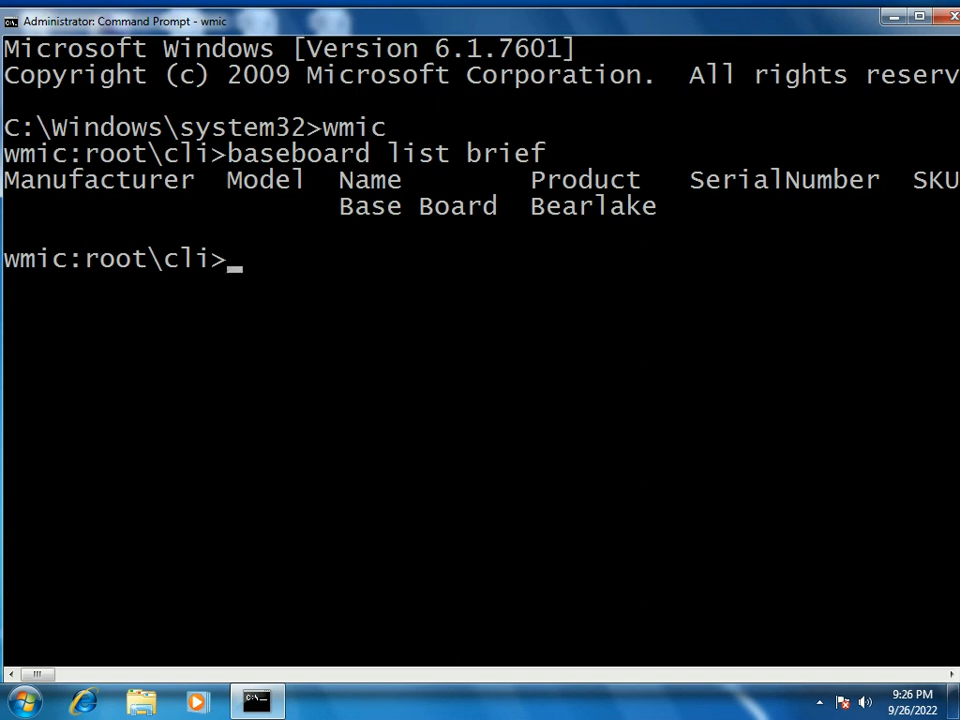 Administrator: Command Prompt - wmic
Microsoft Windows [Version 6.1.7601]
Copyright (c) 2009 Microsoft Corporation.  All rights reserv
C:\Windows\system32>wmic
wmic:root\cli>baseboard list brief
Manufacturer  Model  Name        Product   SerialNumber  SKU
Base Board  Bearlake
wmic:root\cli>_
C:\_
9:26 PM
9/26/2022